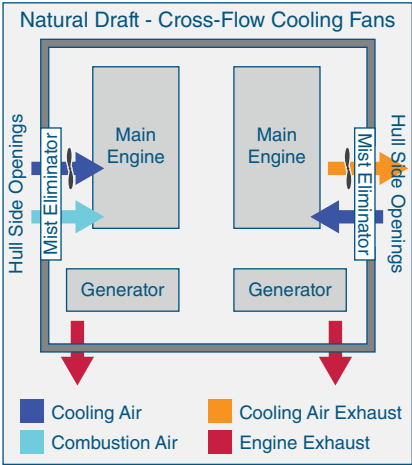 Natural Draft - Cross-Flow Cooling Fans
Hull Side Openings
Mist Eliminator
Main
Engine
Main
Engine
Mist Eliminator
Hull Side Openings
Generator
Generator
Cooling Air
Cooling Air Exhaust
Combustion Air
Engine Exhaust